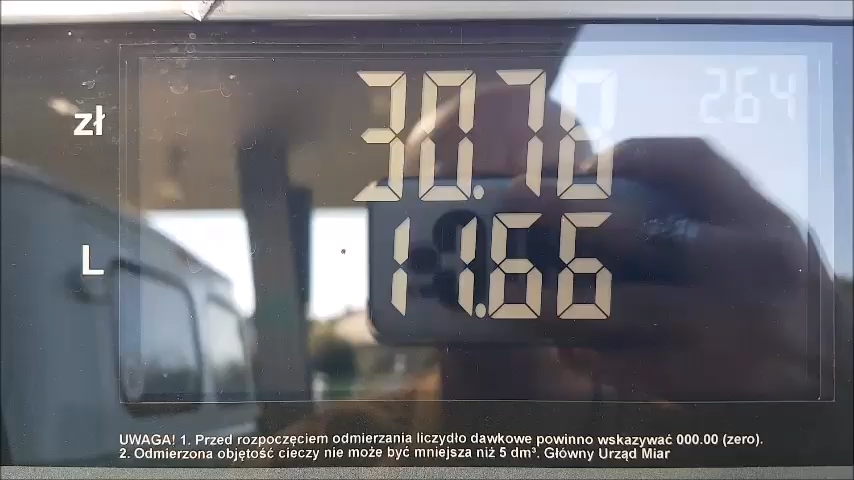 zł 30.78 264
L 11.66
UWAGA! 1. Przed rozpoczęciem odmierzania liczydło dawkowe powinno wskazywać 000.00 (zero).
2. Odmierzona objętość cieczy nie może być mniejsza niż 5 dm³. Główny Urząd Miar